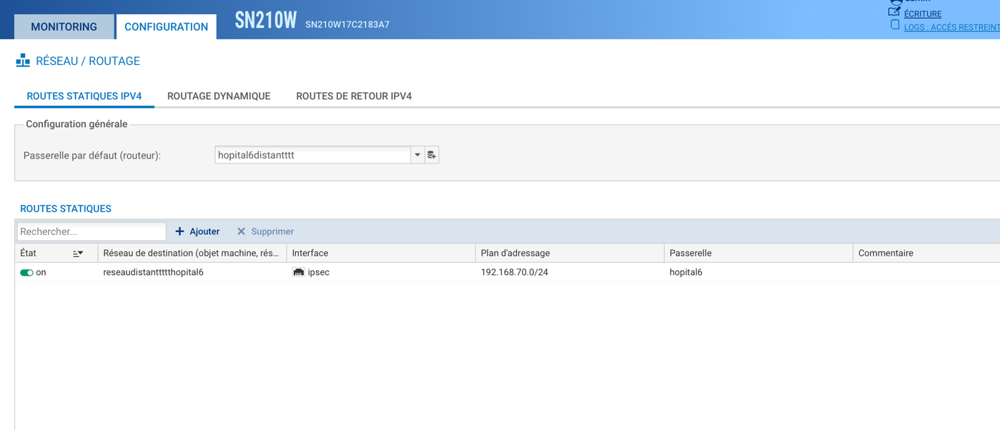 MONITORING CONFIGURATION SN210W SN210W17C2183A7
ÉCRITURE
LOGS : ACCÈS RESTREINT
RÉSEAU / ROUTAGE
ROUTES STATIQUES IPV4 ROUTAGE DYNAMIQUE ROUTES DE RETOUR IPV4
Configuration générale
Passerelle par défaut (routeur): hopital6distantttt
ROUTES STATIQUES
Rechercher... Ajouter Supprimer
État Réseau de destination (objet machine, rés... Interface Plan d'adressage Passerelle Commentaire
on reseaudistanttttthopital6 ipsec 192.168.70.0/24 hopital6